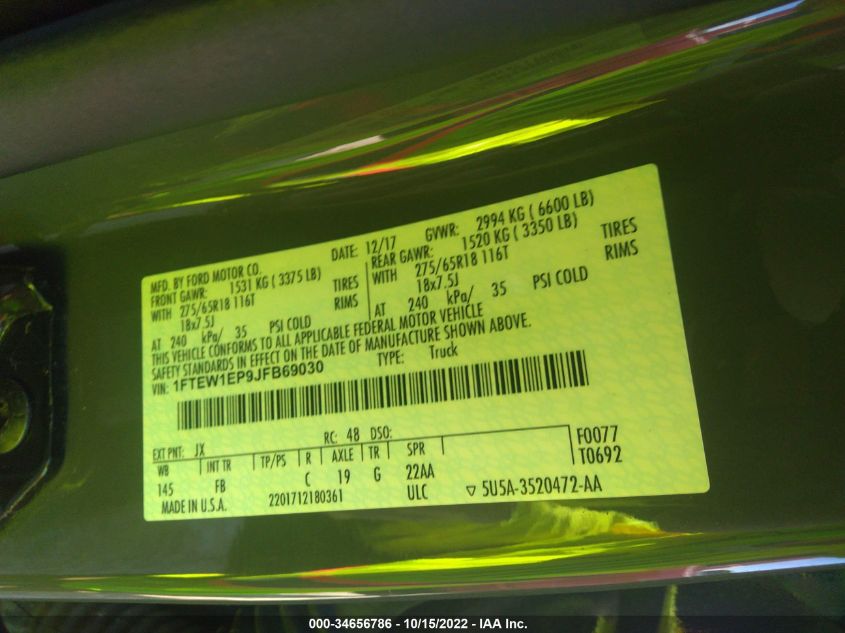 MFD. BY FORD MOTOR CO. DATE: 12/17 GVWR: 2994 KG ( 6600 LB)
FRONT GAWR: 1531 KG ( 3375 LB) REAR GAWR: 1520 KG ( 3350 LB)
WITH 275/65R18 116T TIRES WITH 275/65R18 116T TIRES
18x7.5J RIMS 18x7.5J RIMS
AT 240 kPa/ 35 PSI COLD AT 240 kPa/ 35 PSI COLD
THIS VEHICLE CONFORMS TO ALL APPLICABLE FEDERAL MOTOR VEHICLE
SAFETY STANDARDS IN EFFECT ON THE DATE OF MANUFACTURE SHOWN ABOVE.
VIN: 1FTEW1EP9JFB69030 TYPE: Truck
EXT PNT: JX RC: 48 DSO: F0077
WB INT TR TP/PS R AXLE TR SPR T0692
145 FB C 19 G 22AA
MADE IN U.S.A. 2201712180361 ULC ▽ 5U5A-3520472-AA
000-34656786 - 10/15/2022 - IAA Inc.